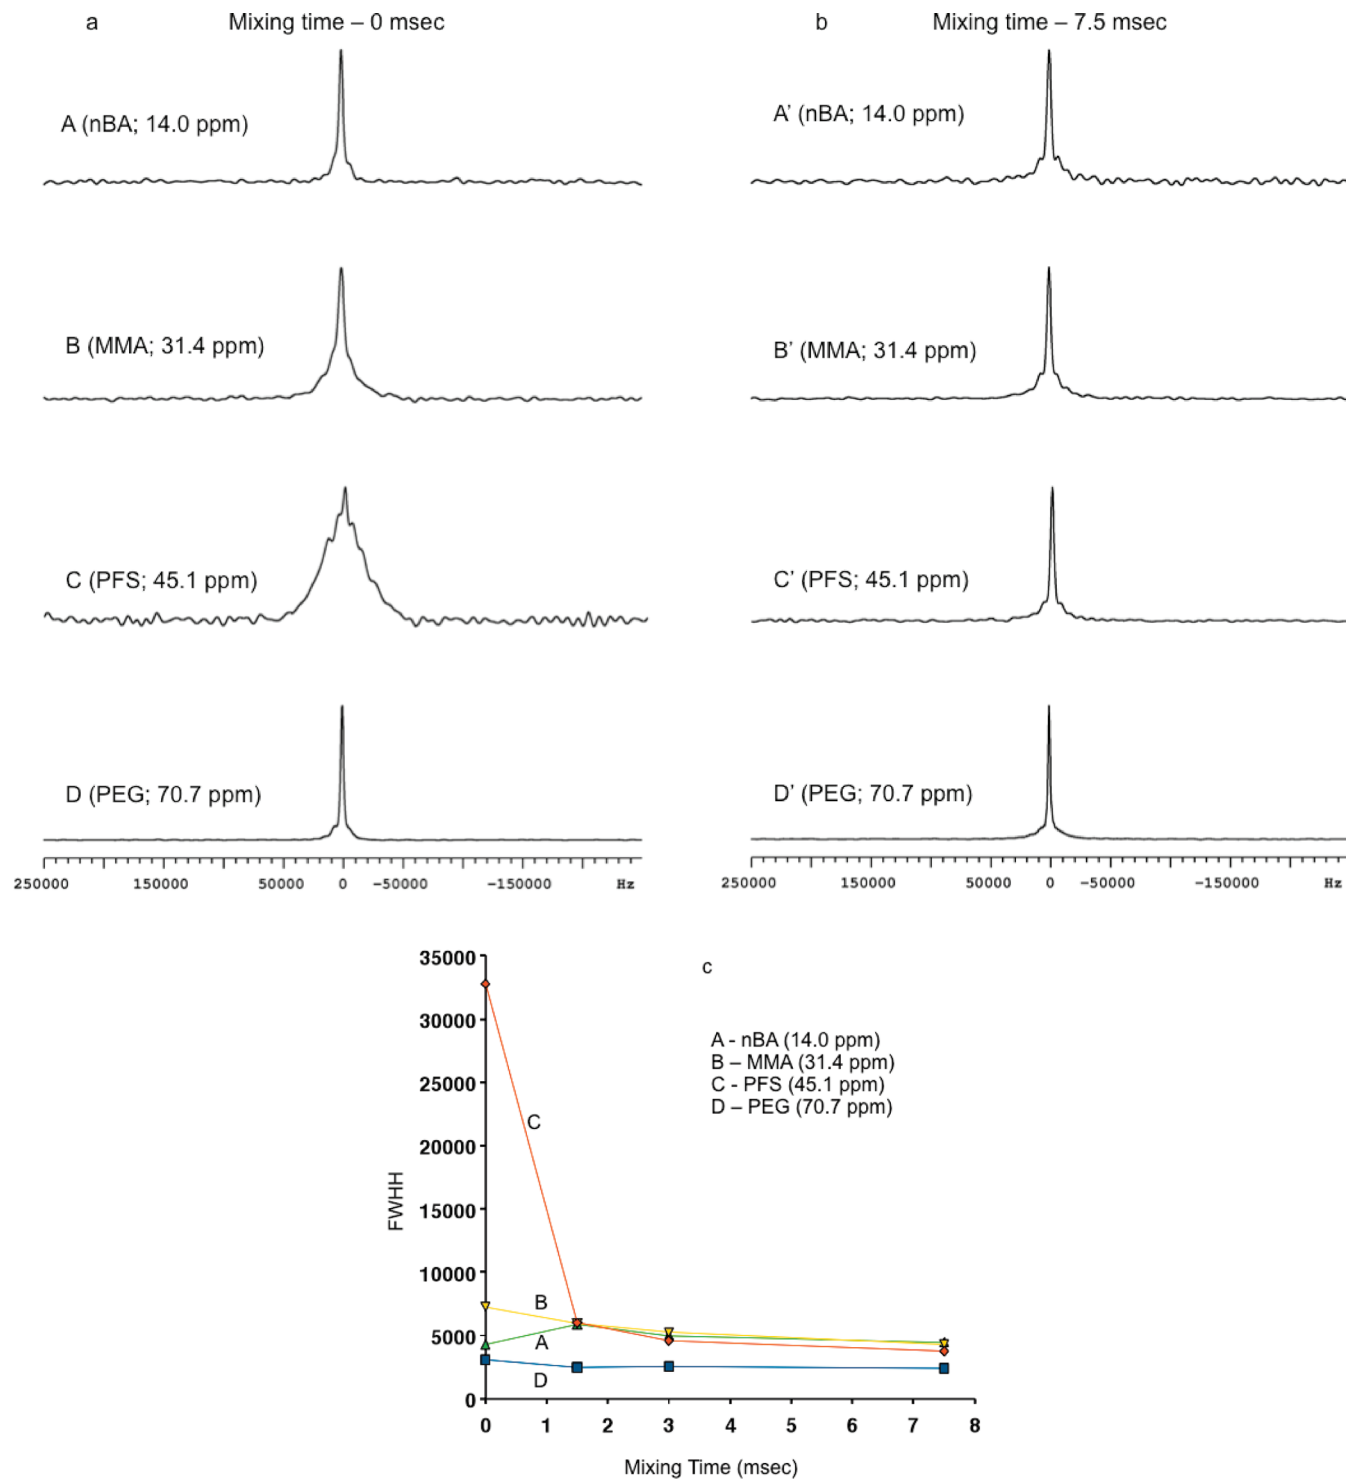 a
Mixing time – 0 msec
b
Mixing time – 7.5 msec
A (nBA; 14.0 ppm)
A' (nBA; 14.0 ppm)
B (MMA; 31.4 ppm)
B' (MMA; 31.4 ppm)
C (PFS; 45.1 ppm)
C' (PFS; 45.1 ppm)
D (PEG; 70.7 ppm)
D' (PEG; 70.7 ppm)
250000 150000 50000 0 -50000 -150000 Hz
250000 150000 50000 0 -50000 -150000 Hz
c
A - nBA (14.0 ppm)
B – MMA (31.4 ppm)
C - PFS (45.1 ppm)
D – PEG (70.7 ppm)
35000
30000
25000
20000
15000
10000
5000
0
FWHH
C
B
A
D
0 1 2 3 4 5 6 7 8
Mixing Time (msec)